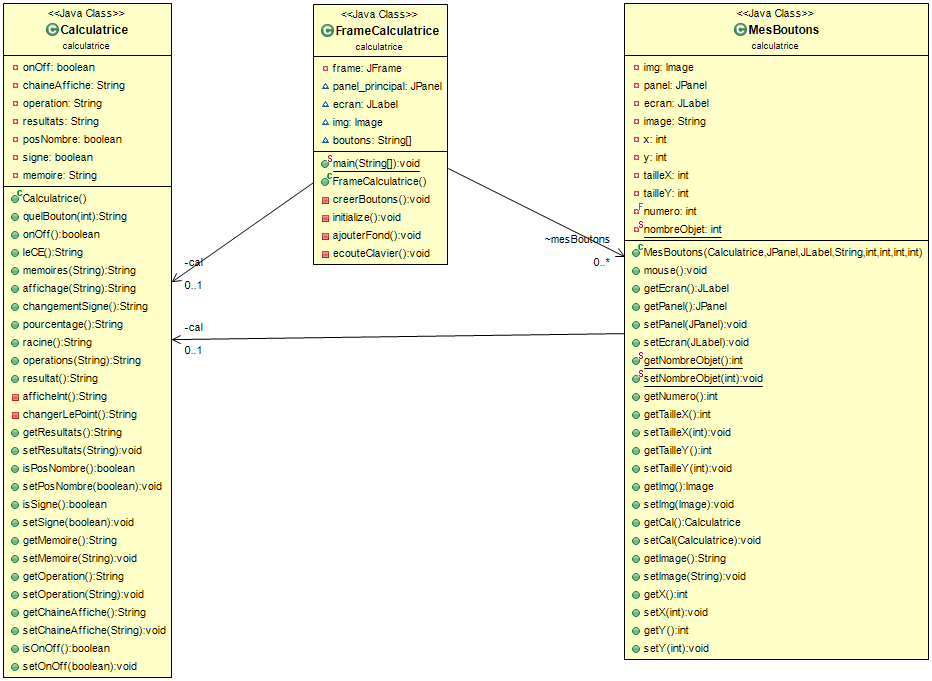 <<Java Class>>
Calculatrice
calculatrice
onOff: boolean
chaineAffiche: String
operation: String
resultats: String
posNombre: boolean
signe: boolean
memoire: String
Calculatrice()
quelBouton(int):String
onOff():boolean
leCE():String
memoires(String):String
affichage(String):String
changementSigne():String
pourcentage():String
racine():String
operations(String):String
resultat():String
afficheInt():String
changerLePoint():String
getResultats():String
setResultats(String):void
isPosNombre():boolean
setPosNombre(boolean):void
isSigne():boolean
setSigne(boolean):void
getMemoire():String
setMemoire(String):void
getOperation():String
setOperation(String):void
getChaineAffiche():String
setChaineAffiche(String):void
isOnOff():boolean
setOnOff(boolean):void
<<Java Class>>
FrameCalculatrice
calculatrice
frame: JFrame
panel_principal: JPanel
ecran: JLabel
img: Image
boutons: String[]
main(String[]):void
FrameCalculatrice()
creerBoutons():void
initialize():void
ajouterFond():void
ecouteClavier():void
-cal
0..1
-cal
0..1
~mesBoutons
0..*
<<Java Class>>
MesBoutons
calculatrice
img: Image
panel: JPanel
ecran: JLabel
image: String
x: int
y: int
tailleX: int
tailleY: int
numero: int
nombreObjet: int
MesBoutons(Calculatrice,JPanel,JLabel,String,int,int,int,int)
mouse():void
getEcran():JLabel
getPanel():JPanel
setPanel(JPanel):void
setEcran(JLabel):void
getNombreObjet():int
setNombreObjet(int):void
getNumero():int
getTailleX():int
setTailleX(int):void
getTailleY():int
setTailleY(int):void
getImg():Image
setImg(Image):void
getCal():Calculatrice
setCal(Calculatrice):void
getImage():String
setImage(String):void
getX():int
setX(int):void
getY():int
setY(int):void